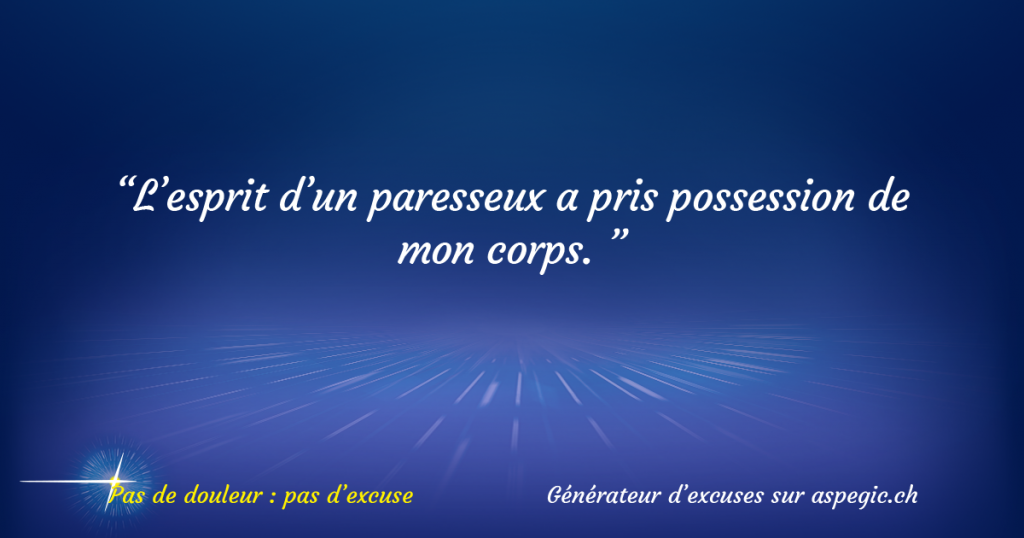 “L’esprit d’un paresseux a pris possession de
mon corps. ”
Pas de douleur : pas d’excuse
Générateur d’excuses sur aspegic.ch